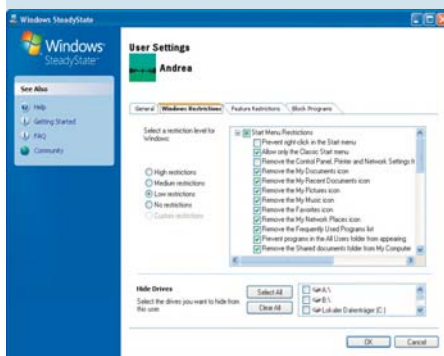 Windows SteadyState
Windows
SteadyState
See Also
Help
Getting Started
FAQ
Community
User Settings
Andrea
General
Windows Restrictions
Feature Restrictions
Block Programs
Select a restriction level for
Windows:
High restrictions
Medium restrictions
Low restrictions
No restrictions
Custom restrictions
Start Menu Restrictions
Prevent right-click in the Start menu
Allow only the Classic Start menu
Remove the Control Panel, Printer and Network Settings fr
Remove the My Documents icon
Remove the My Recent Documents icon
Remove the My Pictures icon
Remove the My Music icon
Remove the Favorites icon
Remove the My Network Places icon
Remove the Frequently Used Programs list
Prevent programs in the All Users folder from appearing
Remove the Shared documents folder from My Computer
Hide Drives
Select the drives you want to hide from
this user.
Select All
Clear All
A:\
Lokaler Datenträger (C:)
OK
Cancel